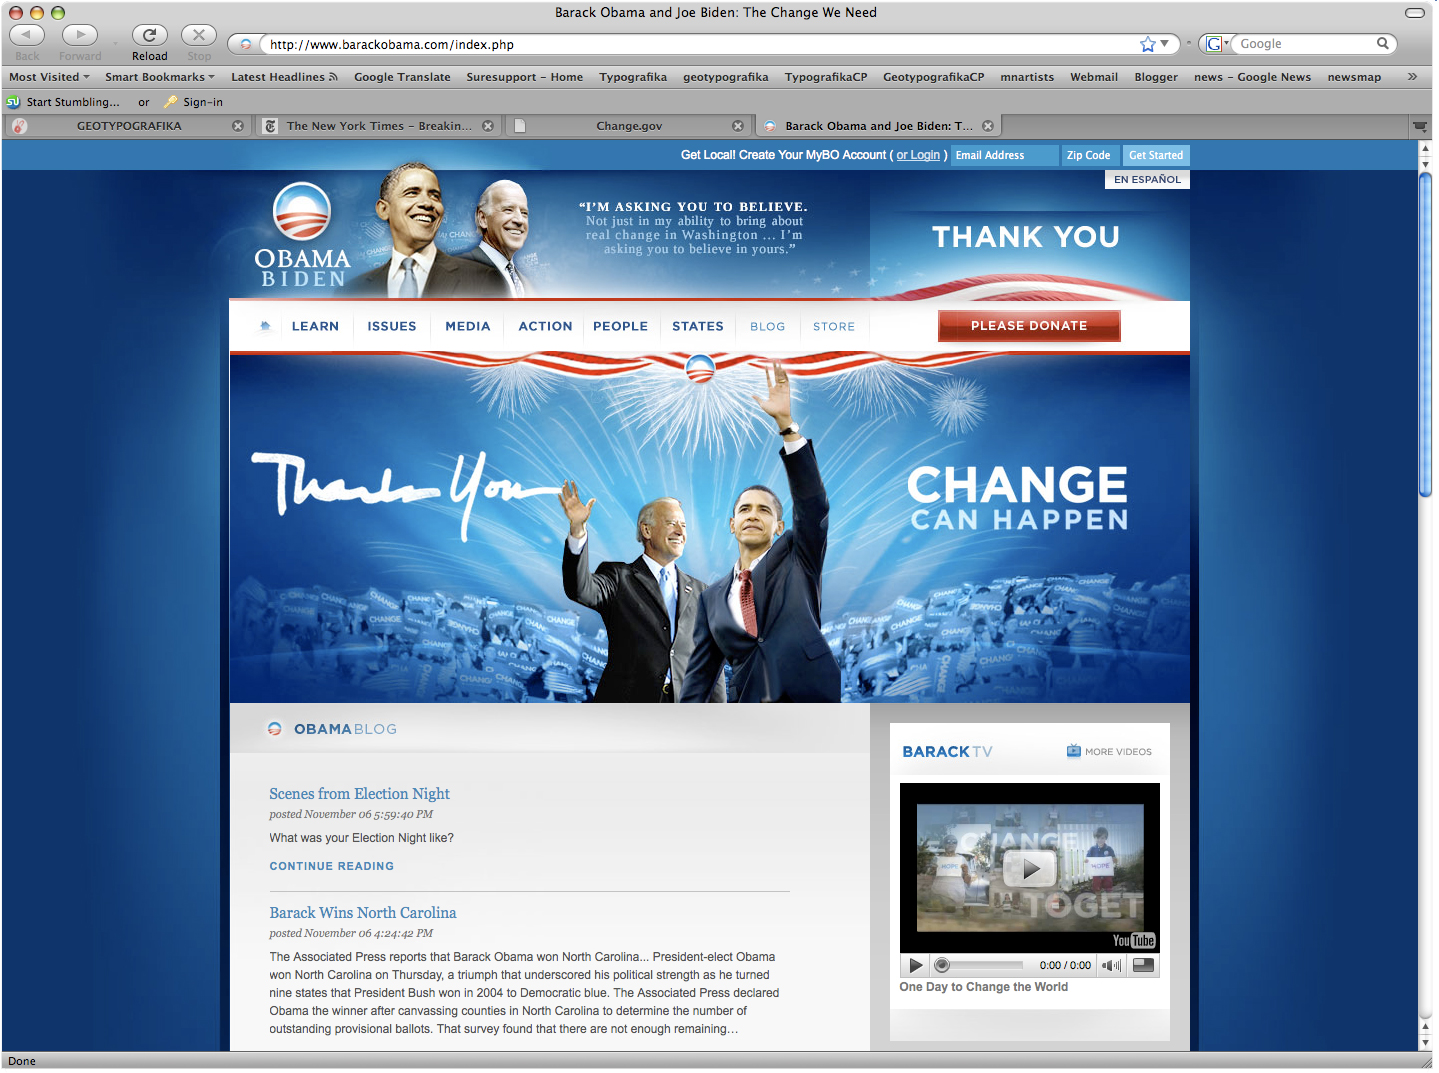 Barack Obama and Joe Biden: The Change We Need
Back Forward Reload Stop
http://www.barackobama.com/index.php
G Google
Most Visited Smart Bookmarks Latest Headlines Google Translate Suresupport - Home Typografika geotypografika TypografikaCP GeotypografikaCP mnartists Webmail Blogger news - Google News newsmap »
Start Stumbling... or Sign-in
GEOTYPOGRAFIKA The New York Times - Breakin... Change.gov Barack Obama and Joe Biden: T...
Get Local! Create Your MyBO Account ( or Login ) Email Address Zip Code Get Started
EN ESPAÑOL
OBAMA
BIDEN
“I’M ASKING YOU TO BELIEVE.
Not just in my ability to bring about
real change in Washington ... I’m
asking you to believe in yours.”
THANK YOU
LEARN ISSUES MEDIA ACTION PEOPLE STATES BLOG STORE
PLEASE DONATE
Thank You
CHANGE
CAN HAPPEN
CHANGE
CHANGE
OBAMABLOG
Scenes from Election Night
posted November 06 5:59:40 PM
What was your Election Night like?
CONTINUE READING
Barack Wins North Carolina
posted November 06 4:24:42 PM
The Associated Press reports that Barack Obama won North Carolina... President-elect Obama
won North Carolina on Thursday, a triumph that underscored his political strength as he turned
nine states that President Bush won in 2004 to Democratic blue. The Associated Press declared
Obama the winner after canvassing counties in North Carolina to determine the number of
outstanding provisional ballots. That survey found that there are not enough remaining...
BARACKTV
MORE VIDEOS
CHANGE
HOPE HOPE
IN TOGET
YouTube
0:00 / 0:00
One Day to Change the World
Done